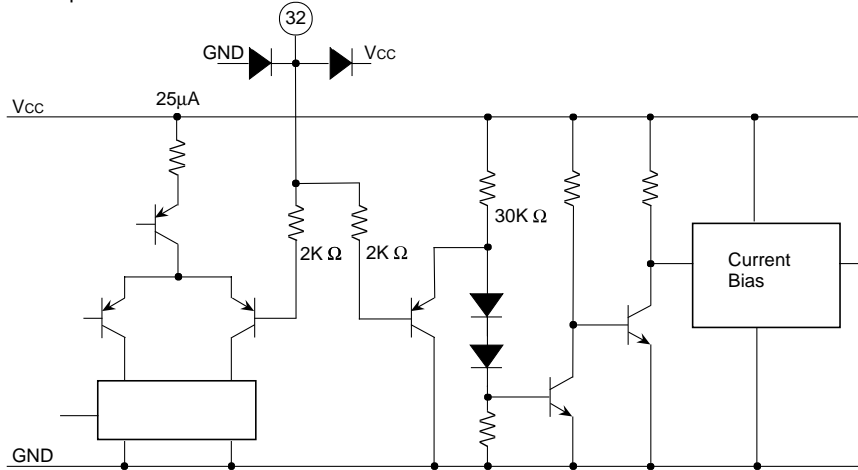 32
GND
Vcc
25μA
Vcc
30K Ω
2K Ω
2K Ω
Current
Bias
GND